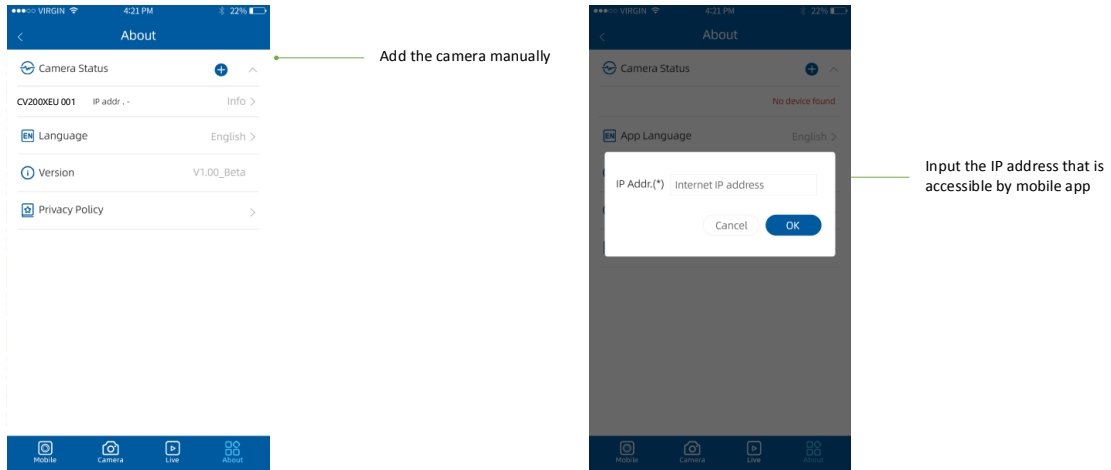 VIRGIN 4:21 PM 22%
About
Camera Status
CV200XEU 001 IP addr . - Info
EN Language English
Version V1.00_Beta
Privacy Policy
Mobile Camera Live About
Add the camera manually
VIRGIN 4:21 PM 22%
About
Camera Status
No device found
EN App Language English
IP Addr.(*) Internet IP address
Cancel OK
Mobile Camera Live About
Input the IP address that is
accessible by mobile app